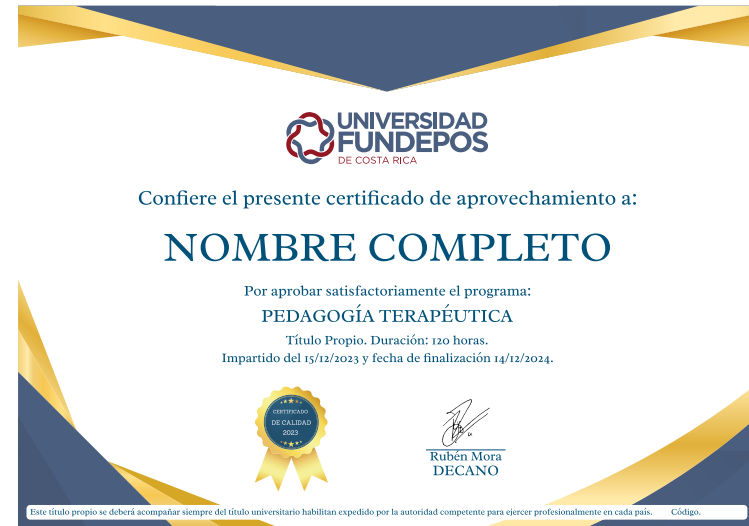 UNIVERSIDAD
FUNDEPOS
DE COSTA RICA
Confiere el presente certificado de aprovechamiento a:
NOMBRE COMPLETO
Por aprobar satisfactoriamente el programa:
PEDAGOGÍA TERAPÉUTICA
Título Propio. Duración: 120 horas.
Impartido del 15/12/2023 y fecha de finalización 14/12/2024.
CERTIFICADO
DE CALIDAD
2023
Rubén Mora
DECANO
Este título propio se deberá acompañar siempre del título universitario habilitan expedido por la autoridad competente para ejercer profesionalmente en cada país. Código.